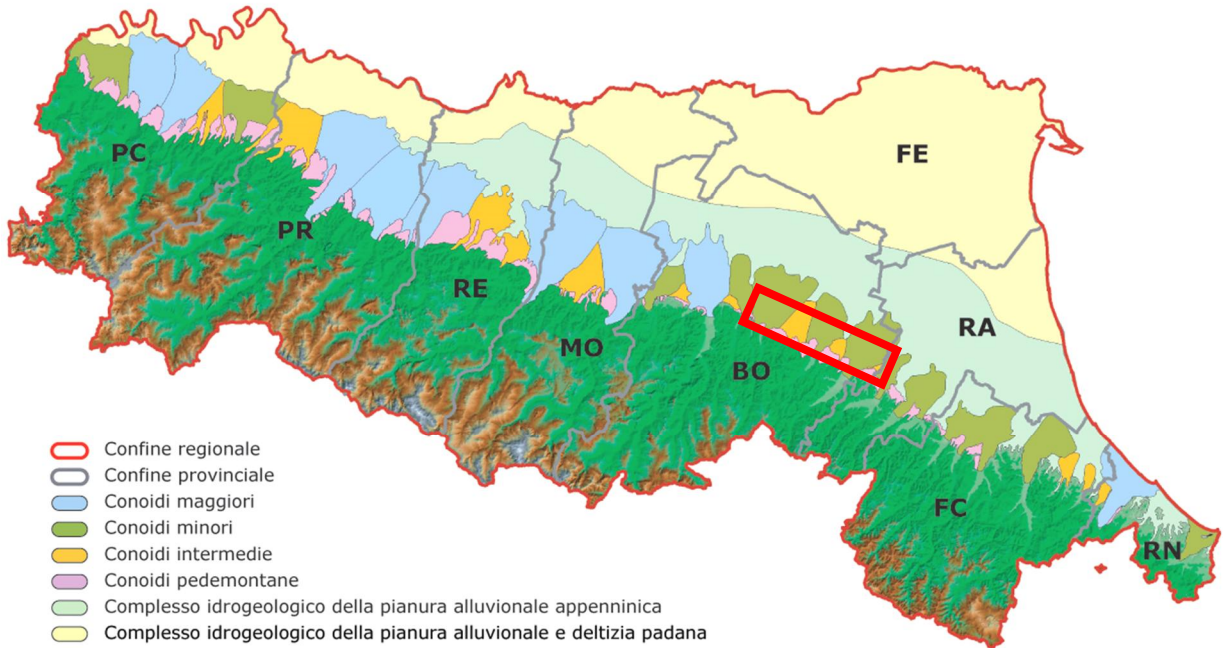 FE
PC
PR
RE
RA
MO
BO
FC
RN
Confine regionale
Confine provinciale
Conoidi maggiori
Conoidi minori
Conoidi intermedie
Conoidi pedemontane
Complesso idrogeologico della pianura alluvionale appenninica
Complesso idrogeologico della pianura alluvionale e deltizia padana